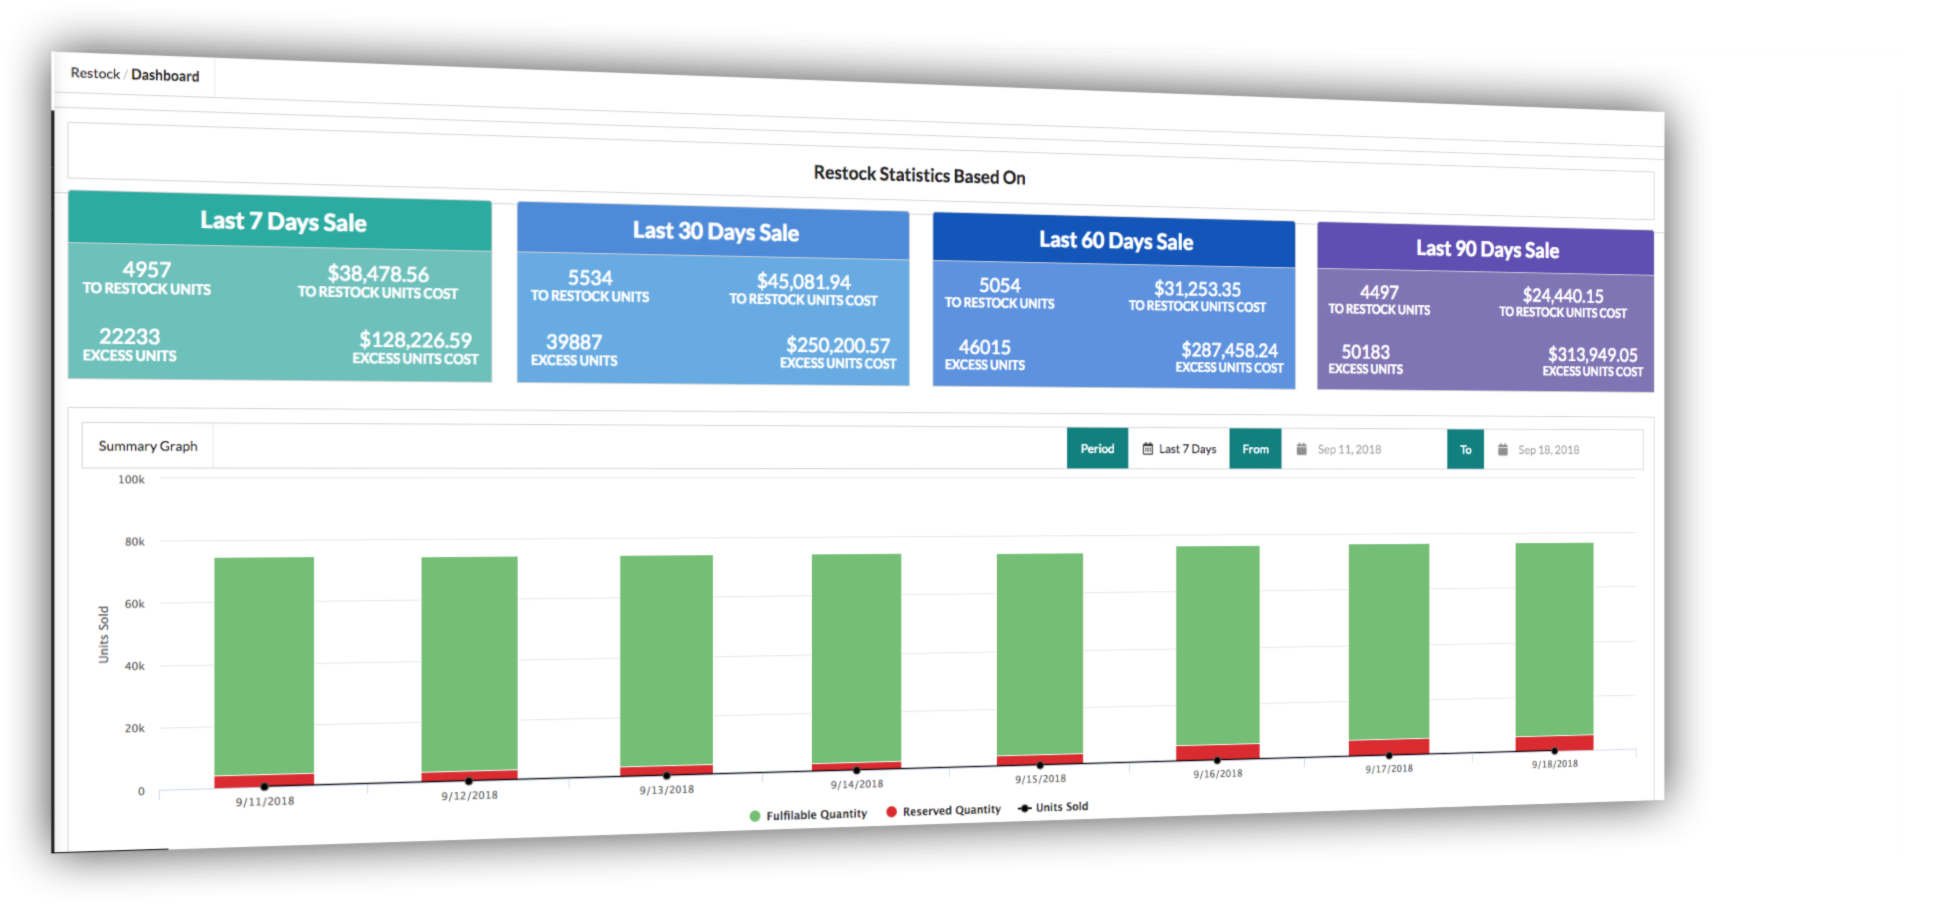 Restock / Dashboard
Restock Statistics Based On
Last 7 Days Sale
4957
TO RESTOCK UNITS
$38,478.56
TO RESTOCK UNITS COST
22233
EXCESS UNITS
$128,226.59
EXCESS UNITS COST
Last 30 Days Sale
5534
TO RESTOCK UNITS
$45,081.94
TO RESTOCK UNITS COST
39887
EXCESS UNITS
$250,200.57
EXCESS UNITS COST
Last 60 Days Sale
5054
TO RESTOCK UNITS
$31,253.35
TO RESTOCK UNITS COST
46015
EXCESS UNITS
$287,458.24
EXCESS UNITS COST
Last 90 Days Sale
4497
TO RESTOCK UNITS
$24,440.15
TO RESTOCK UNITS COST
50183
EXCESS UNITS
$313,949.05
EXCESS UNITS COST
Summary Graph
Period Last 7 Days From Sep 11, 2018 To Sep 18, 2018
100k
80k
60k
40k
20k
0
Units Sold
9/11/2018 9/12/2018 9/13/2018 9/14/2018 9/15/2018 9/16/2018 9/17/2018 9/18/2018
Fulfilable Quantity Reserved Quantity Units Sold